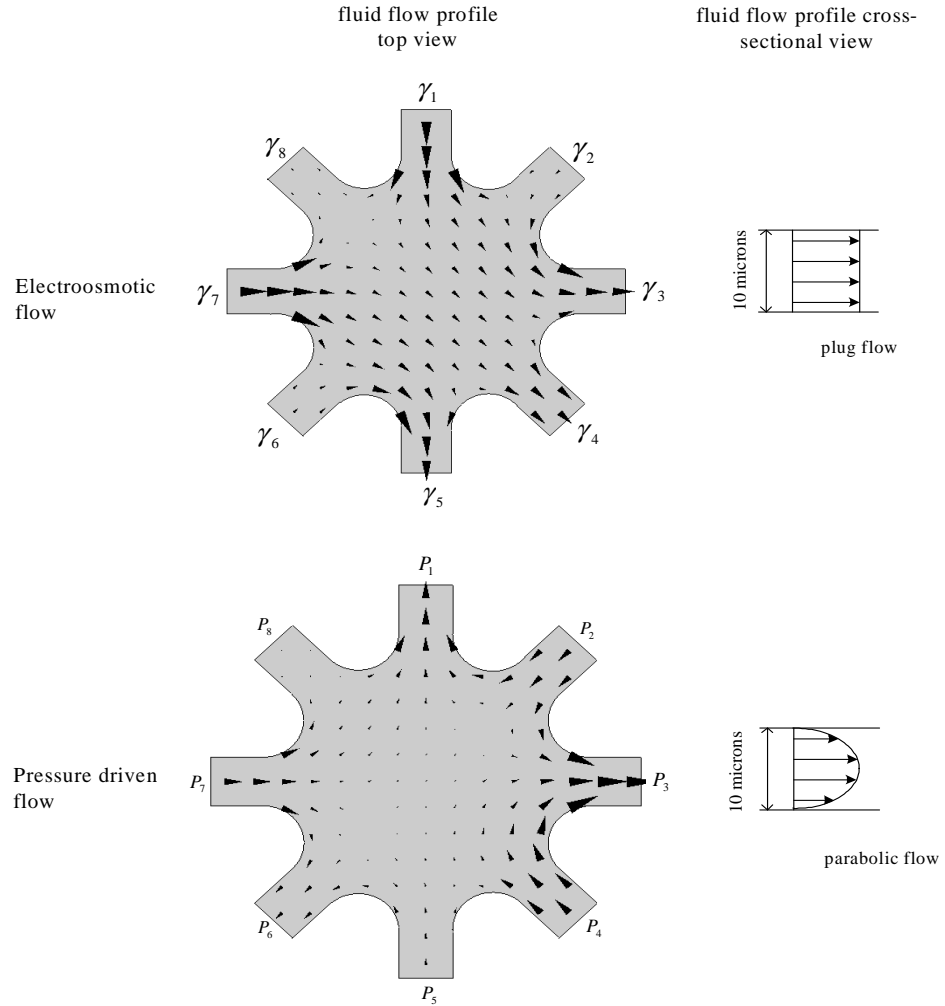 fluid flow profile
top view
fluid flow profile cross-
sectional view
γ1
γ8
γ2
Electroosmotic
flow
γ7
γ3
10 microns
plug flow
γ6
γ4
γ5
P1
P8
P2
Pressure driven
flow
P7
P3
10 microns
parabolic flow
P6
P4
P5